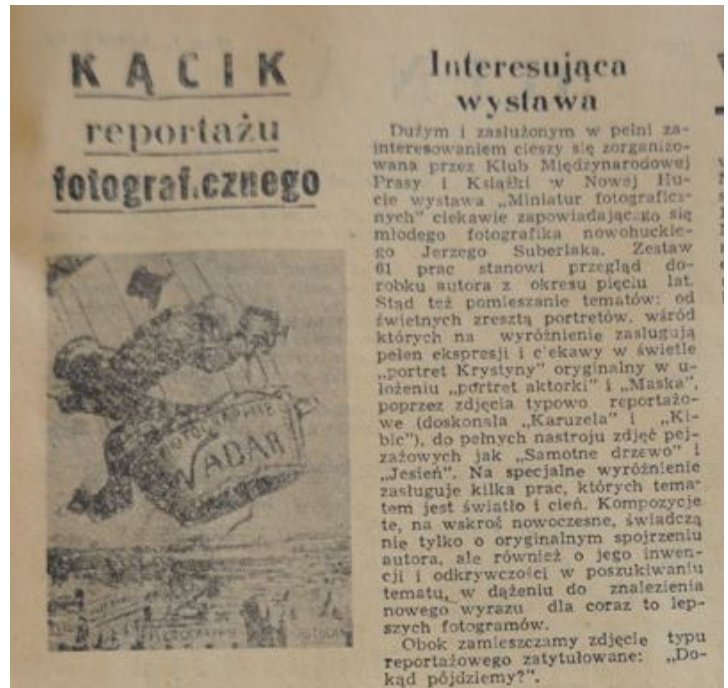 KĄCIK
reportażu
fotograf.cznego
PHOTOGRAPHIE
NADAR
Interesująca
wystawa
Dużym i zasłużonym w pełni za-
interesowaniem cieszy się zorganizo-
wana przez Klub Międzynarodowej
Prasy i Książki w Nowej Hu-
cie wystawa „Miniatur fotograficz-
nych" ciekawie zapowiadającego się
młodego fotografika nowohuckie-
go Jerzego Suberlaka. Zestaw
61 prac stanowi przegląd do-
robku autora z okresu pięciu lat.
Stąd też pomieszanie tematów: od
świetnych zresztą portretów, wśród
których na wyróżnienie zasługują
pełen ekspresji i c'ekawy w świetle
„portret Krystyny" oryginalny w u-
łożeniu „portret aktorki" i „Maska",
poprzez zdjęcia typowo reportażo-
we (doskonała „Karuzela" i „Ki-
bic"), do pełnych nastroju zdjęć pej-
zażowych jak „Samotne drzewo" i
„Jesień". Na specjalne wyróżnienie
zasługuje kilka prac, których tema-
tem jest światło i cień. Kompozycje
te, na wskroś nowoczesne, świadczą
nie tylko o oryginalnym spojrzeniu
autora, ale również o jego inwen-
cji i odkrywczości w poszukiwaniu
tematu, w dążeniu do znalezienia
nowego wyrazu dla coraz to lep-
szych fotogramów.
Obok zamieszczamy zdjęcie typu
reportażowego zatytułowane: „Do-
kąd pójdziemy?".